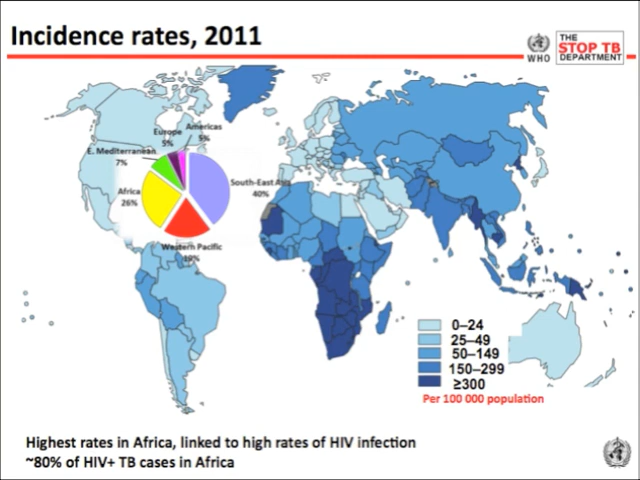 Incidence rates, 2011
WHO
THE
STOP TB
DEPARTMENT
Americas
5%
Europe
5%
E. Mediterranean
7%
Africa
26%
South-East Asia
40%
Western Pacific
19%
0–24
25–49
50–149
150–299
≥300
Per 100 000 population
Highest rates in Africa, linked to high rates of HIV infection
~80% of HIV+ TB cases in Africa